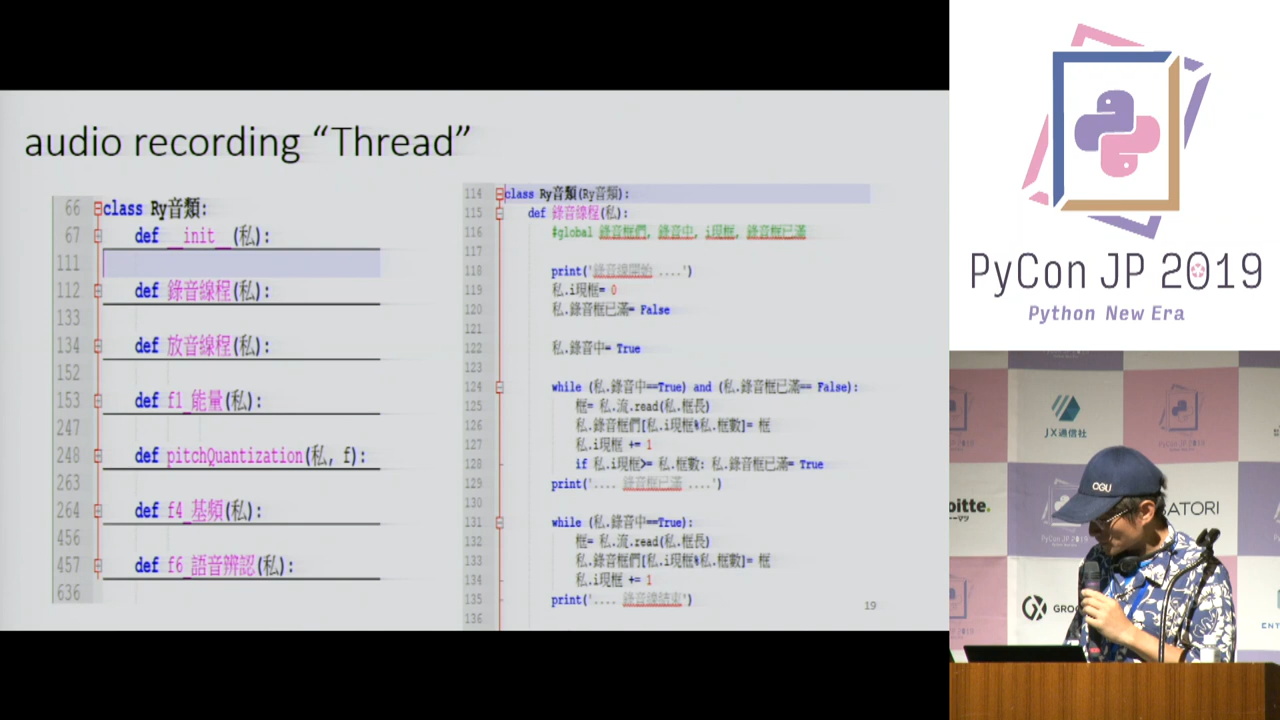 audio recording “Thread”
66 class Ry音類:
67 def __init__(私):
111
112 def 錄音線程(私):
133
134 def 放音線程(私):
152
153 def f1_能量(私):
247
248 def pitchQuantization(私, f):
263
264 def f4_基頻(私):
456
457 def f6_語音辨認(私):
636
114 class Ry音類(Ry音類):
115 def 錄音線程(私):
116 #global 錄音框們, 錄音中, i現框, 錄音框已滿
117
118 print('錄音線開始 ....')
119 私.i現框= 0
120 私.錄音框已滿= False
121
122 私.錄音中= True
123
124 while (私.錄音中==True) and (私.錄音框已滿== False):
125 框= 私.流.read(私.框長)
126 私.錄音框們[私.i現框%私.框數]= 框
127 私.i現框 += 1
128 if 私.i現框>= 私.框數: 私.錄音框已滿= True
129 print('.... 錄音框已滿 ....')
130
131 while (私.錄音中==True):
132 框= 私.流.read(私.框長)
133 私.錄音框們[私.i現框%私.框數]= 框
134 私.i現框 += 1
135 print('.... 錄音線結束')
136
19
PyCon JP 2019
Python New Era
JX通信社
OGU
oitte.
ATORI
GROO
ENT